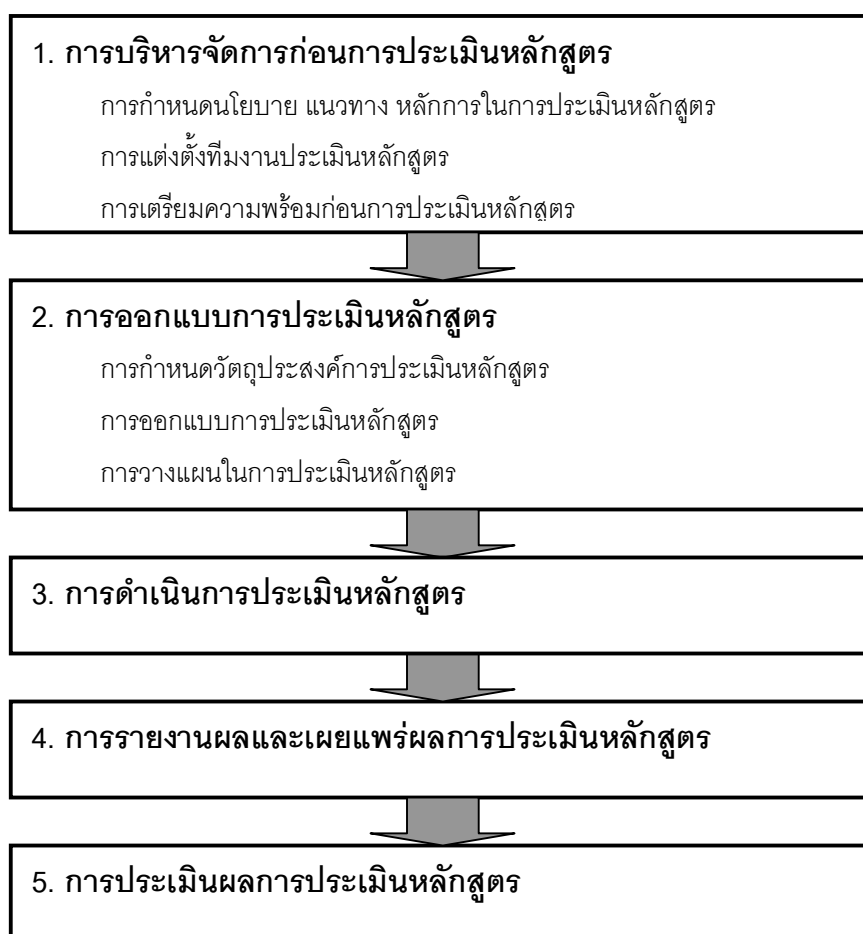 1. การบริหารจัดการก่อนการประเมินหลักสูตร
การกำหนดนโยบาย แนวทาง หลักการในการประเมินหลักสูตร
การแต่งตั้งทีมงานประเมินหลักสูตร
การเตรียมความพร้อมก่อนการประเมินหลักสูตร
2. การออกแบบการประเมินหลักสูตร
การกำหนดวัตถุประสงค์การประเมินหลักสูตร
การออกแบบการประเมินหลักสูตร
การวางแผนในการประเมินหลักสูตร
3. การดำเนินการประเมินหลักสูตร
4. การรายงานผลและเผยแพร่ผลการประเมินหลักสูตร
5. การประเมินผลการประเมินหลักสูตร